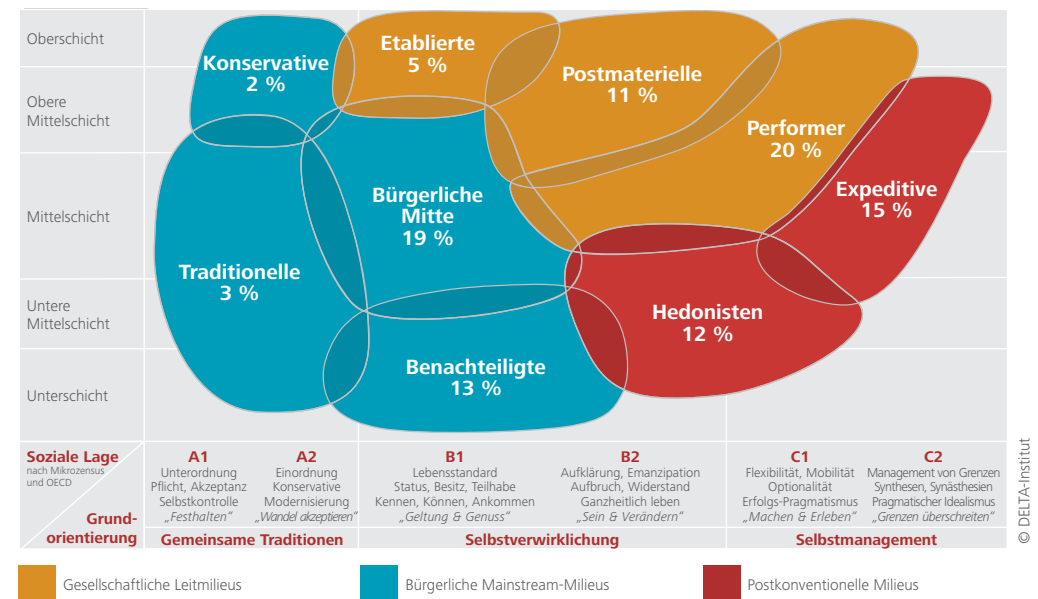 Oberschicht
Obere
Mittelschicht
Mittelschicht
Untere
Mittelschicht
Unterschicht
Konservative
2 %
Etablierte
5 %
Postmaterielle
11 %
Performer
20 %
Expeditive
15 %
Bürgerliche
Mitte
19 %
Traditionelle
3 %
Hedonisten
12 %
Benachteiligte
13 %
Soziale Lage
nach Mikrozensus
und OECD
Grund-
orientierung
A1
Unterordnung
Pflicht, Akzeptanz
Selbstkontrolle
„Festhalten“
A2
Einordnung
Konservative
Modernisierung
„Wandel akzeptieren“
B1
Lebensstandard
Status, Besitz, Teilhabe
Kennen, Können, Ankommen
„Geltung & Genuss“
B2
Aufklärung, Emanzipation
Aufbruch, Widerstand
Ganzheitlich leben
„Sein & Verändern“
C1
Flexibilität, Mobilität
Optionalität
Erfolgs-Pragmatismus
„Machen & Erleben“
C2
Management von Grenzen
Synthesen, Synästhesien
Pragmatischer Idealismus
„Grenzen überschreiten“
Gemeinsame Traditionen
Selbstverwirklichung
Selbstmanagement
© DELTA-Institut
Gesellschaftliche Leitmilieus
Bürgerliche Mainstream-Milieus
Postkonventionelle Milieus